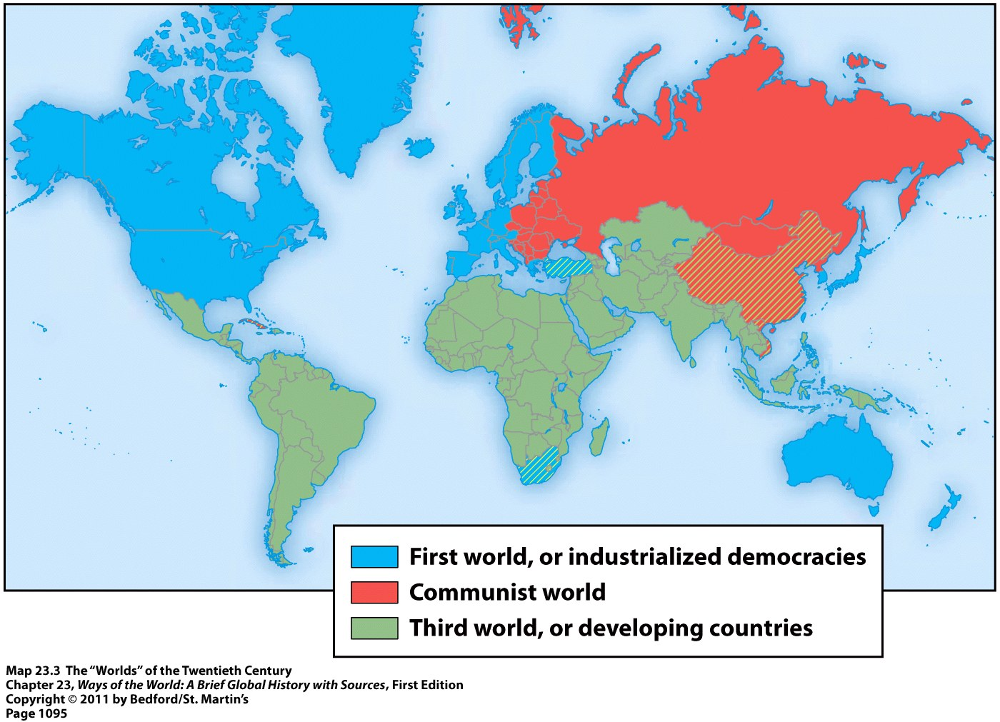 First world, or industrialized democracies
Communist world
Third world, or developing countries
Map 23.3 The “Worlds” of the Twentieth Century
Chapter 23, Ways of the World: A Brief Global History with Sources, First Edition
Copyright © 2011 by Bedford/St. Martin’s
Page 1095